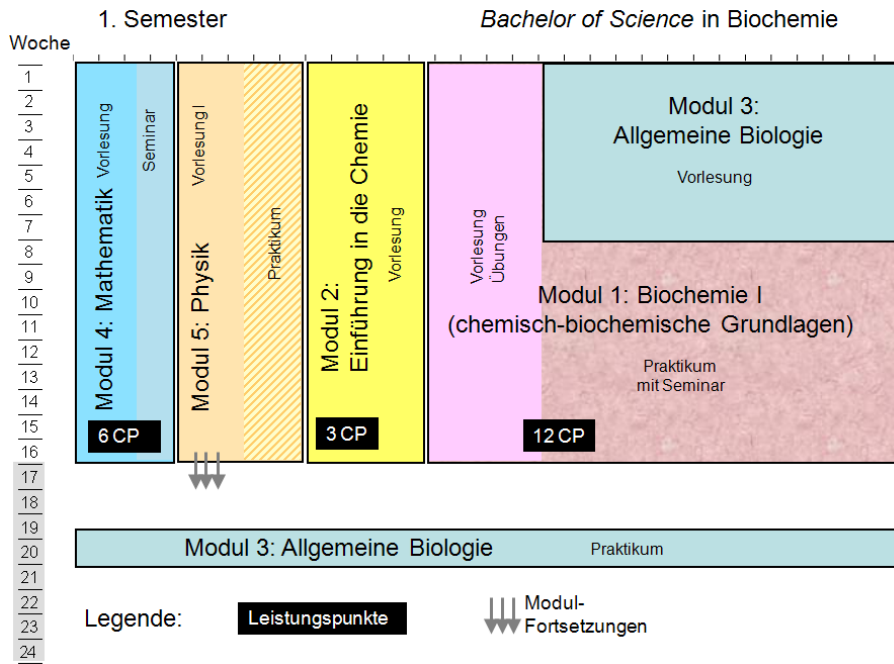 1. Semester
Bachelor of Science in Biochemie
Woche
1
2
3
4
5
6
7
8
9
10
11
12
13
14
15
16
17
18
19
20
21
22
23
24
Modul 4: Mathematik
Vorlesung
Seminar
6 CP
Modul 5: Physik
Vorlesung I
Praktikum
Modul 2:
Einführung in die Chemie
Vorlesung
3 CP
Vorlesung
Übungen
Modul 3:
Allgemeine Biologie
Vorlesung
Modul 1: Biochemie I
(chemisch-biochemische Grundlagen)
Praktikum
mit Seminar
12 CP
Modul 3: Allgemeine Biologie
Praktikum
Legende:
Leistungspunkte
Modul-
Fortsetzungen